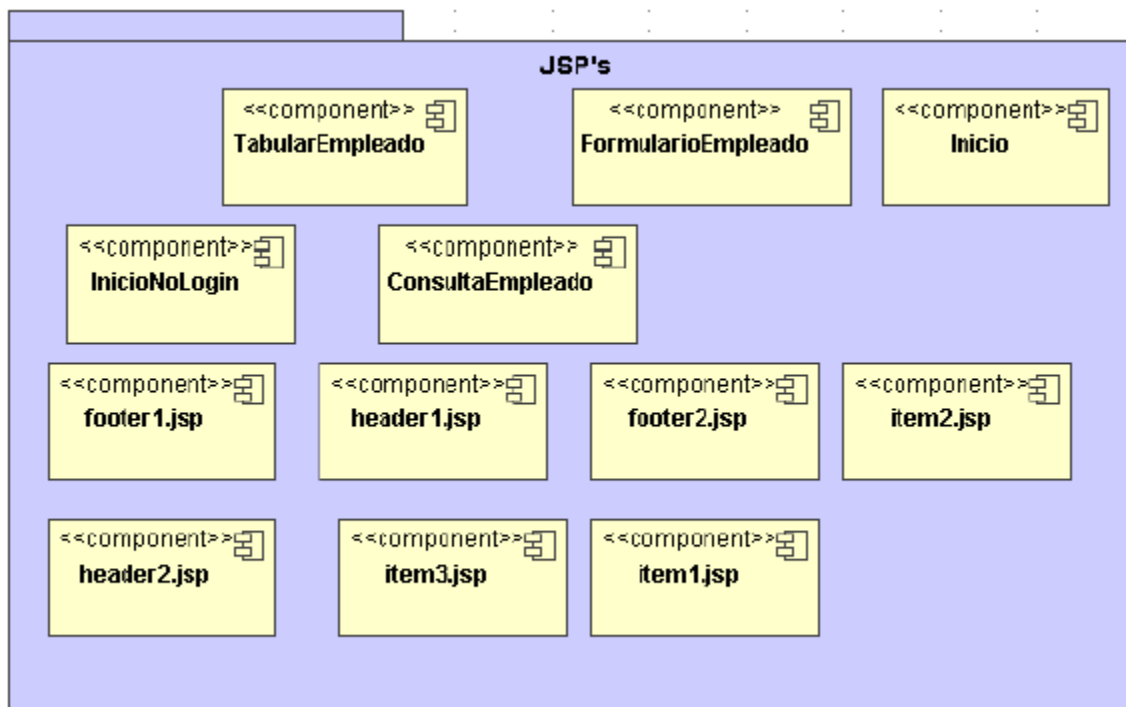 JSP's
<<component>>
TabularEmpleado
<<component>>
FormularioEmpleado
<<component>>
Inicio
<<component>>
InicioNoLogin
<<component>>
ConsultaEmpleado
<<component>>
footer1.jsp
<<component>>
header1.jsp
<<component>>
footer2.jsp
<<component>>
item2.jsp
<<component>>
header2.jsp
<<component>>
item3.jsp
<<component>>
item1.jsp